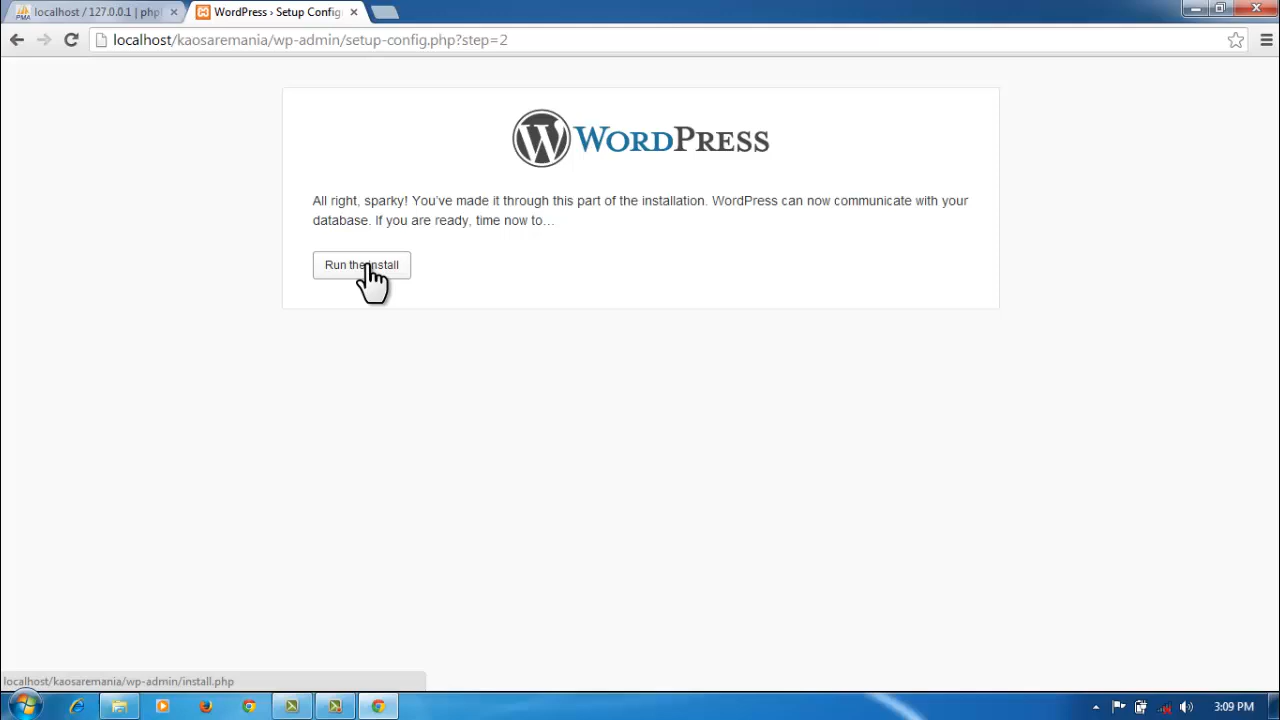 localhost / 127.0.0.1 | php
WordPress › Setup Config
localhost/kaosaremania/wp-admin/setup-config.php?step=2
WORDPRESS
All right, sparky! You've made it through this part of the installation. WordPress can now communicate with your
database. If you are ready, time now to…
Run the install
localhost/kaosaremania/wp-admin/install.php
3:09 PM